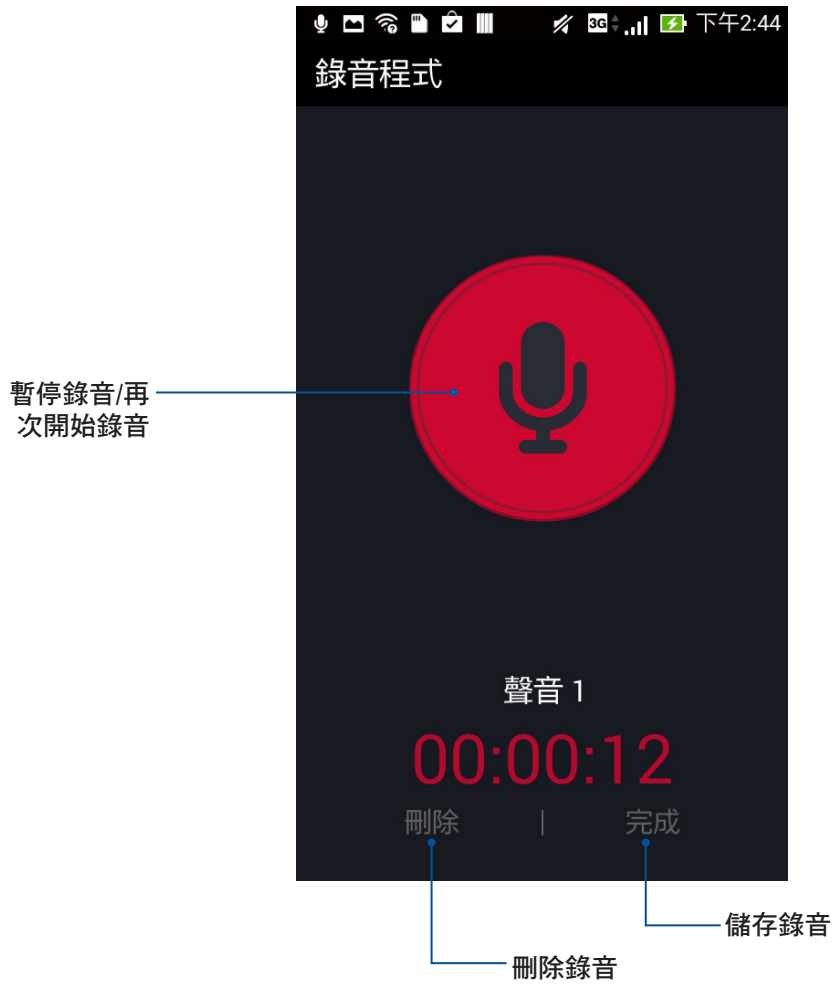 3G 下午2:44
錄音程式
暫停錄音/再
次開始錄音
聲音 1
00:00:12
刪除 | 完成
儲存錄音
刪除錄音